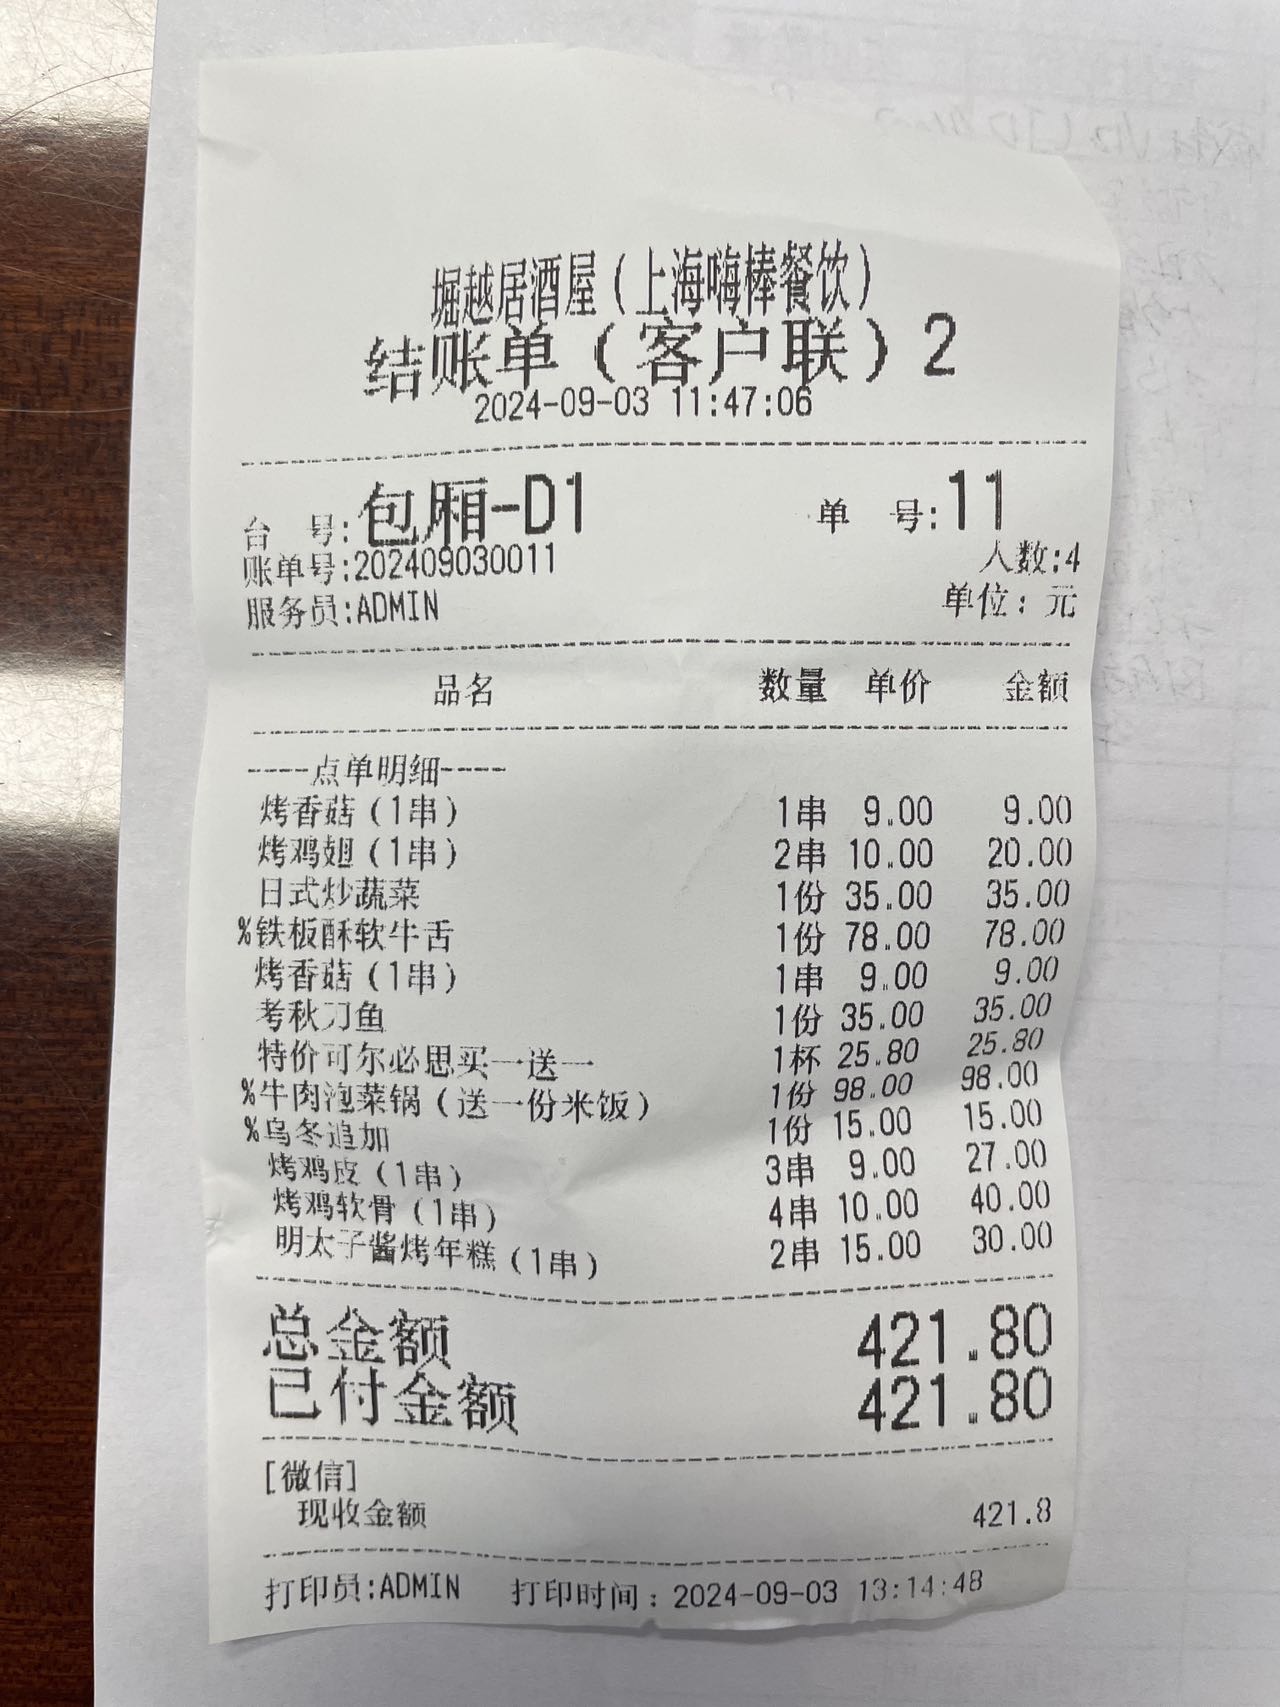 堀越居酒屋(上海嗨棒餐饮)
结账单(客户联)2
2024-09-03 11:47:06
台 号:包厢-D1 单 号:11
账单号:202409030011 人数:4
服务员:ADMIN 单位:元
品名 数量 单价 金额
----点单明细----
烤香菇(1串) 1串 9.00 9.00
烤鸡翅(1串) 2串 10.00 20.00
日式炒蔬菜 1份 35.00 35.00
%铁板酥软牛舌 1份 78.00 78.00
烤香菇(1串) 1串 9.00 9.00
考秋刀鱼 1份 35.00 35.00
特价可尔必思买一送一 1杯 25.80 25.80
%牛肉泡菜锅(送一份米饭) 1份 98.00 98.00
%乌冬追加 1份 15.00 15.00
烤鸡皮(1串) 3串 9.00 27.00
烤鸡软骨(1串) 4串 10.00 40.00
明太子酱烤年糕(1串) 2串 15.00 30.00
总金额 421.80
已付金额 421.80
[微信]
现收金额 421.8
打印员:ADMIN 打印时间:2024-09-03 13:14:48